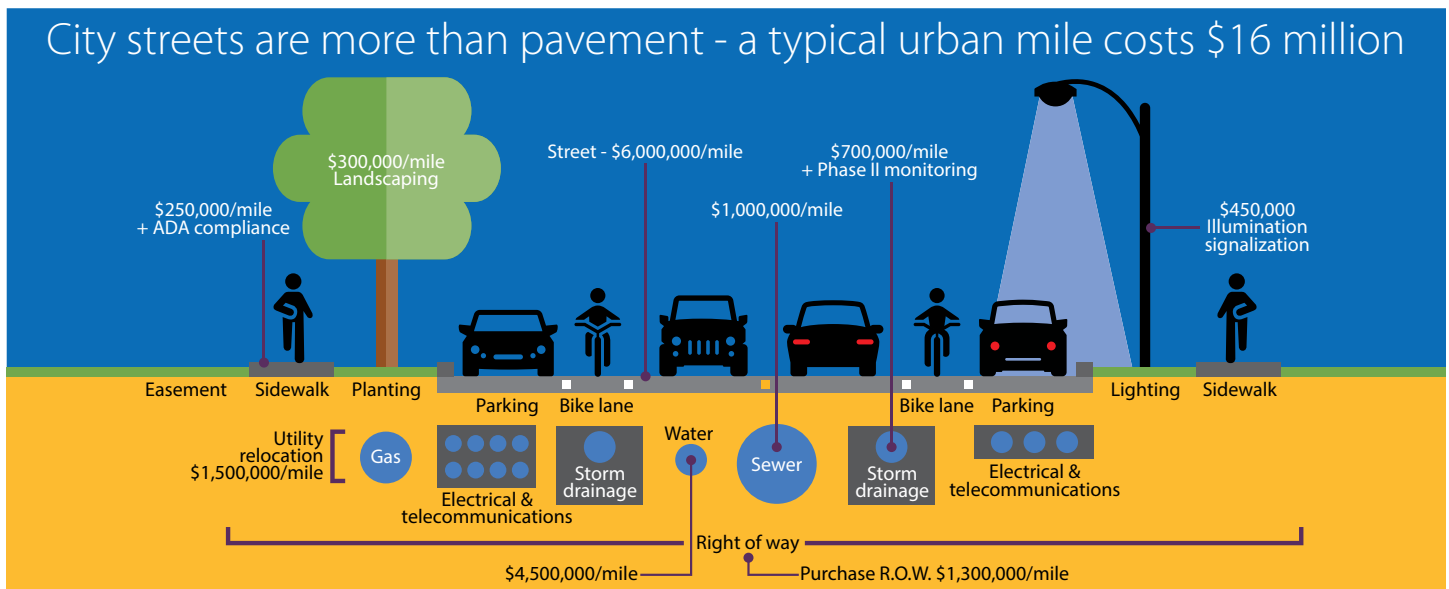 City streets are more than pavement - a typical urban mile costs $16 million
$300,000/mile
Landscaping
Street - $6,000,000/mile
$700,000/mile
+ Phase II monitoring
$250,000/mile
+ ADA compliance
$1,000,000/mile
$450,000
Illumination
signalization
Easement
Sidewalk
Planting
Parking
Bike lane
Bike lane
Parking
Lighting
Sidewalk
Utility
relocation
$1,500,000/mile
Gas
Electrical &
telecommunications
Storm
drainage
Water
Sewer
Storm
drainage
Electrical &
telecommunications
Right of way
$4,500,000/mile
Purchase R.O.W. $1,300,000/mile